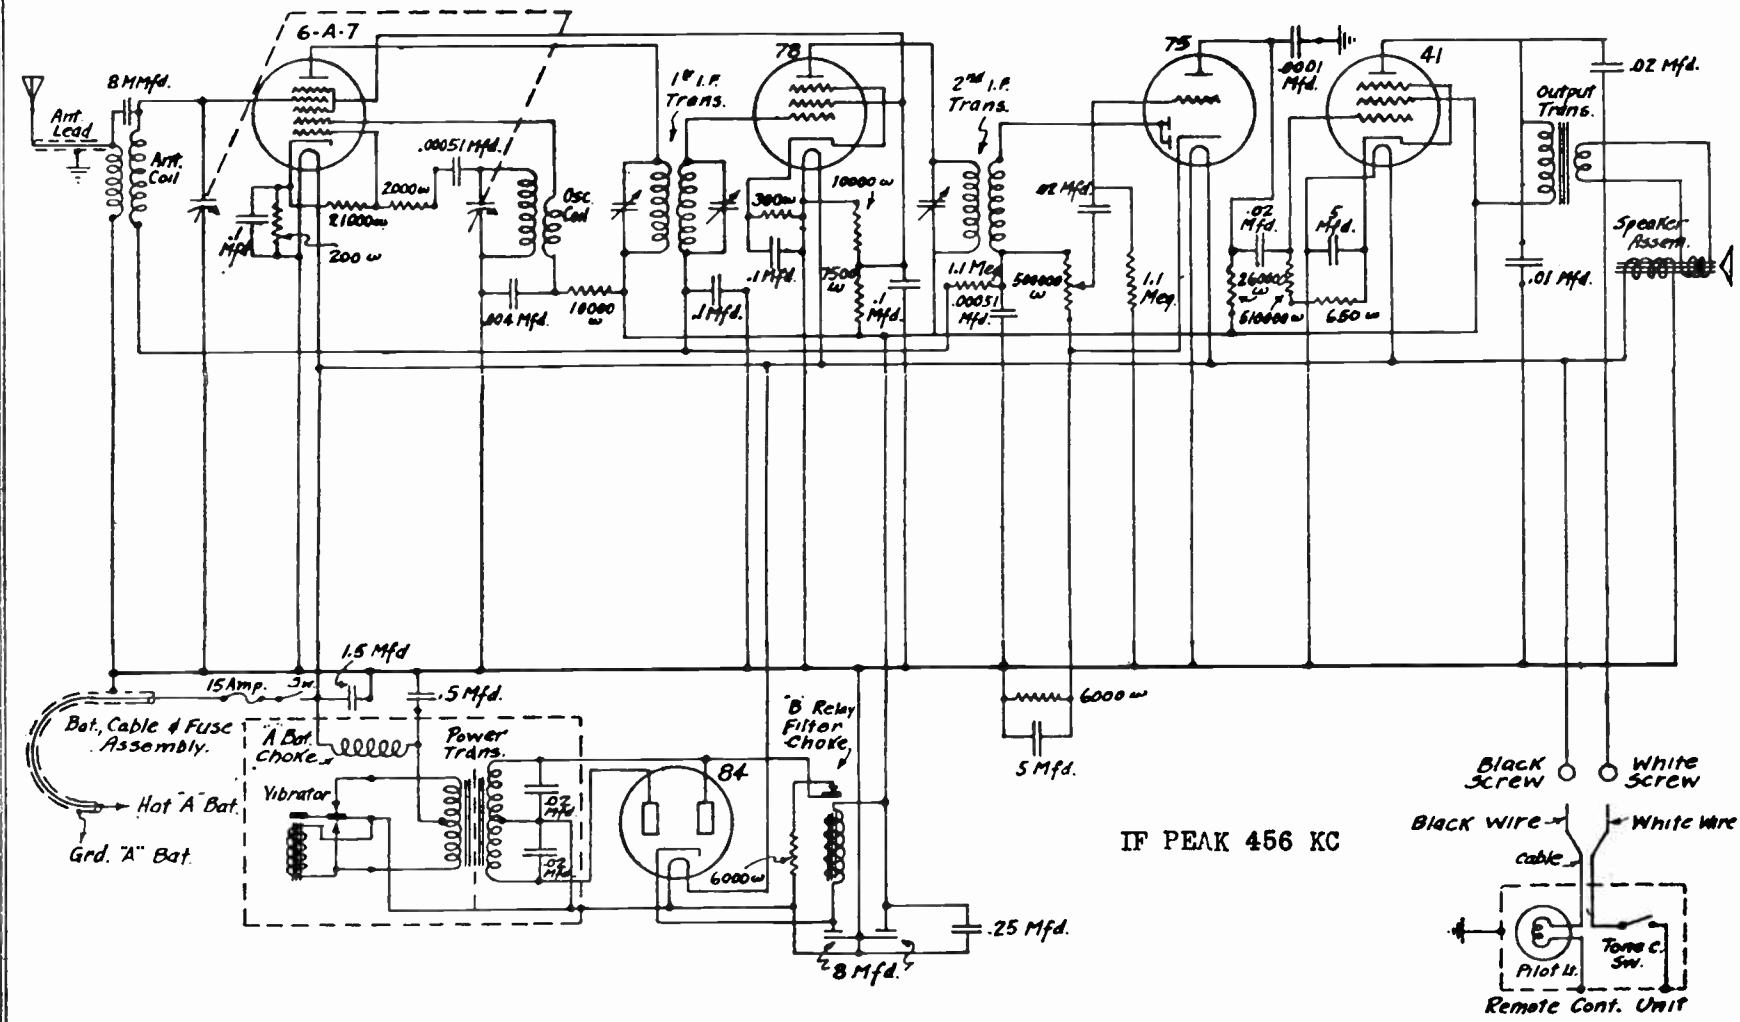 6-A-7
78
75
41
8 MMfd.
Ant.
Lead
Ant.
Coil
.00051 Mfd.
1st I.F.
Trans.
2nd I.F.
Trans.
.0001
Mfd.
.02 Mfd.
Output
Trans.
2000 ω
21000 ω
.1
Mfd.
200 ω
Osc.
Coil
300 ω
10000 ω
.02 Mfd.
.02
Mfd.
.5
Mfd.
Speaker
Assem.
.004 Mfd.
10000
ω
.1 Mfd.
.1 Mfd.
7500
ω
.1
Mfd.
1.1 Meg.
.00051
Mfd.
500000
ω
1.1
Meg.
260000
ω
510000 ω
650 ω
.01 Mfd.
1.5 Mfd
15 Amp.
Sw.
.5 Mfd.
Bat., Cable & Fuse
Assembly.
"A" Bat.
Choke
Power
Trans.
"B" Relay
Filter
Choke
6000 ω
5 Mfd.
84
Vibrator
.02
Mfd
.02
Mfd.
Hot "A" Bat.
Grd. "A" Bat.
6000 ω
8 Mfd.
.25 Mfd.
IF PEAK 456 KC
Black
Screw
White
Screw
Black Wire
White Wire
Cable
Pilot Lt.
Tone C.
Sw.
Remote Cont. Unit